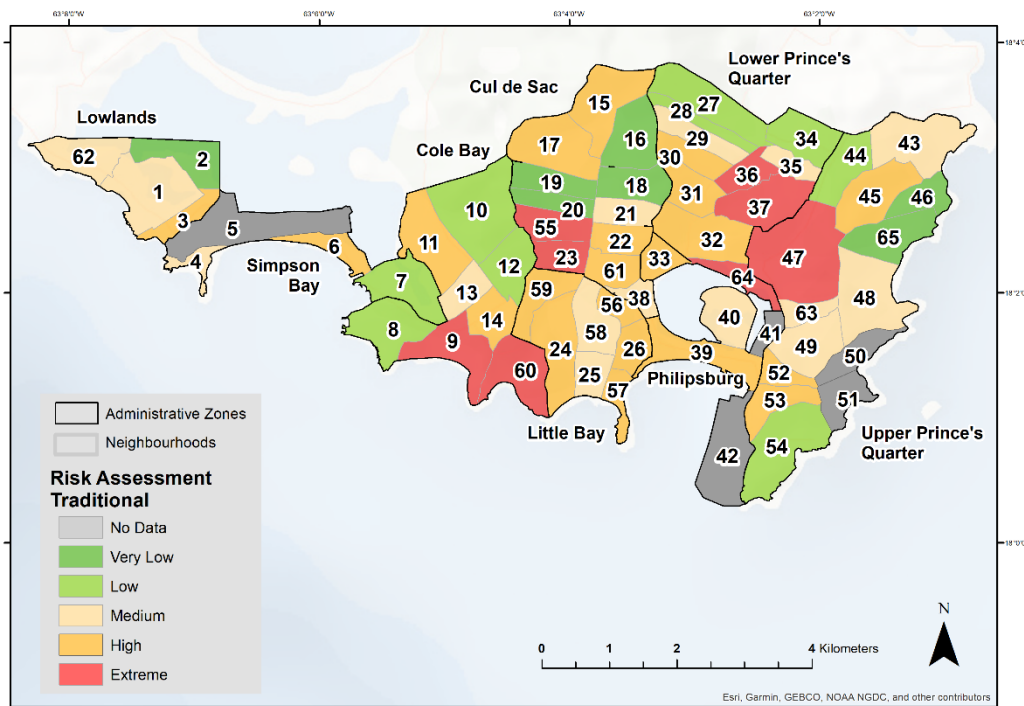 63°8'0"W
63°6'0"W
63°4'0"W
63°2'0"W
18°4'0"N
18°2'0"N
18°0'0"N
Lower Prince's
Quarter
Cul de Sac
Lowlands
Cole Bay
Simpson
Bay
Philipsburg
Little Bay
Upper Prince's
Quarter
15
27
28
16
17
34
43
29
44
62
2
30
35
36
19
18
31
1
37
45
46
10
20
21
3
5
55
65
11
22
32
6
23
33
47
4
12
61
64
7
13
59
38
48
56
63
8
14
40
58
41
9
24
26
49
39
50
60
25
52
57
53
51
54
42
Administrative Zones
Neighbourhoods
Risk Assessment
Traditional
No Data
Very Low
Low
Medium
High
Extreme
N
0 1 2 4 Kilometers
Esri, Garmin, GEBCO, NOAA NGDC, and other contributors